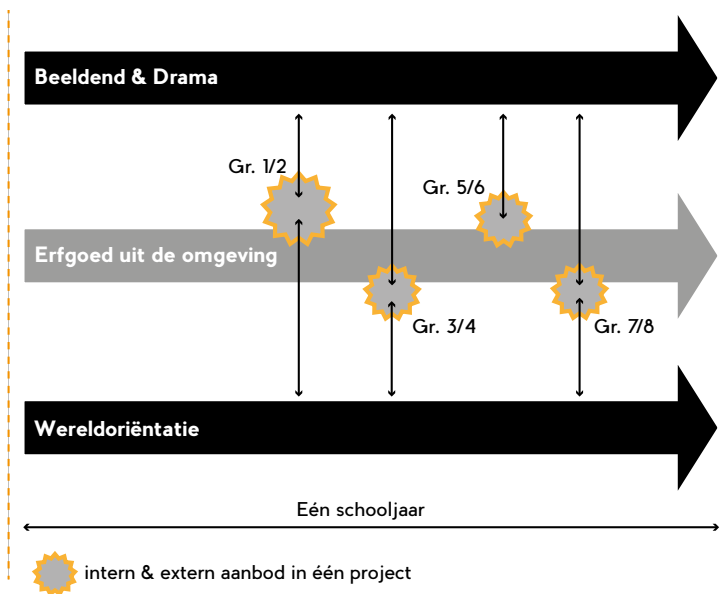 Beeldend & Drama
Gr. 1/2
Gr. 5/6
Erfgoed uit de omgeving
Gr. 3/4
Gr. 7/8
Wereldoriëntatie
Eén schooljaar
intern & extern aanbod in één project